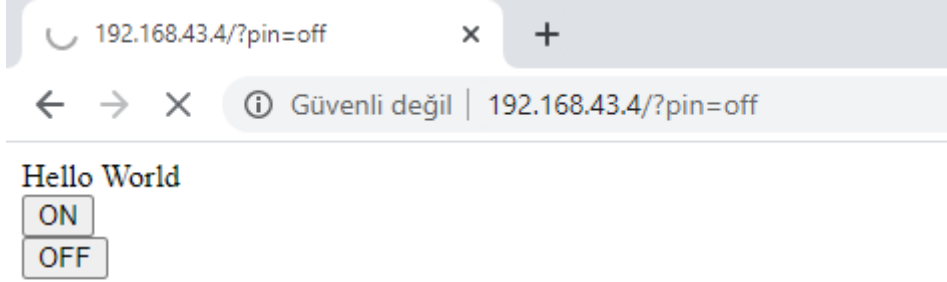 192.168.43.4/?pin=off
Güvenli değil | 192.168.43.4/?pin=off
Hello World
ON
OFF